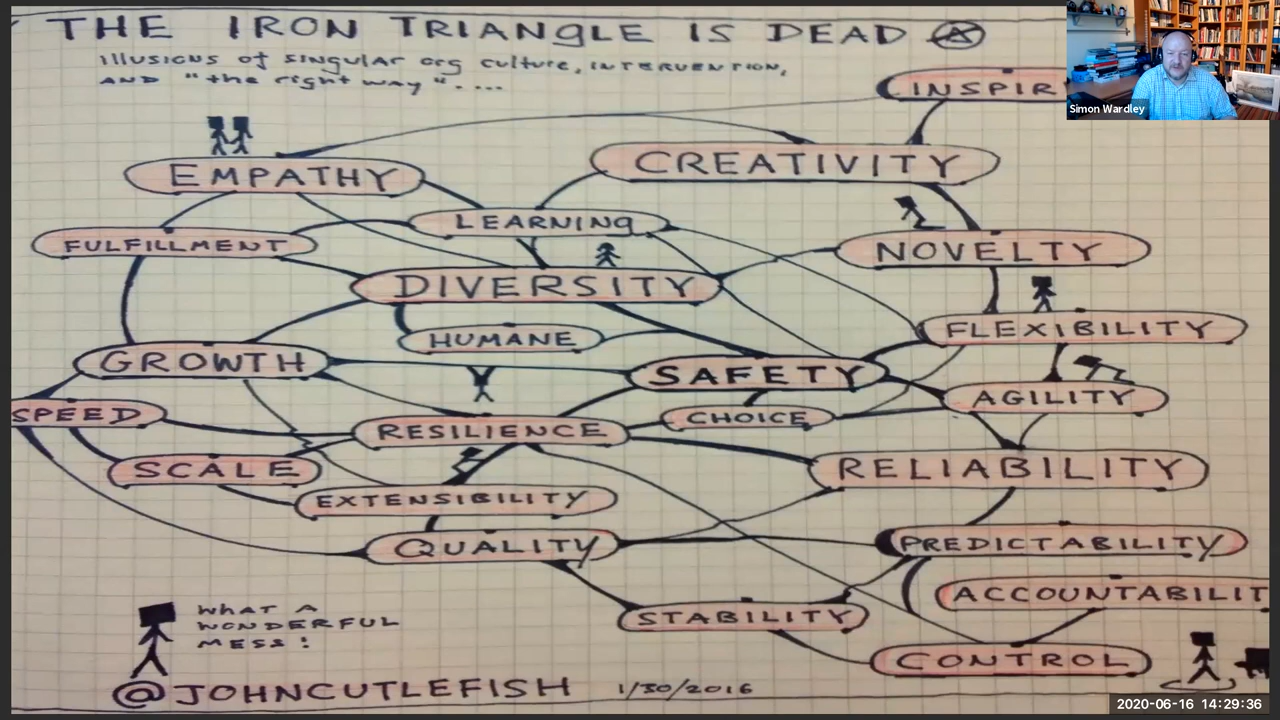 THE IRON TRIANGLE IS DEAD
ILLUSIONS of SINGULAR org culture, INTERVENTION,
AND "the right way"....
INSPIR
Simon Wardley
EMPATHY
CREATIVITY
LEARNING
FULFILLMENT
NOVELTY
DIVERSITY
FLEXIBILITY
HUMANE
GROWTH
SAFETY
AGILITY
SPEED
CHOICE
RESILIENCE
SCALE
RELIABILITY
EXTENSIBILITY
QUALITY
PREDICTABILITY
ACCOUNTABILIT
STABILITY
CONTROL
WHAT A
WONDERFUL
MESS!
@JOHNCUTLEFISH 1/30/2016
2020-06-16 14:29:36